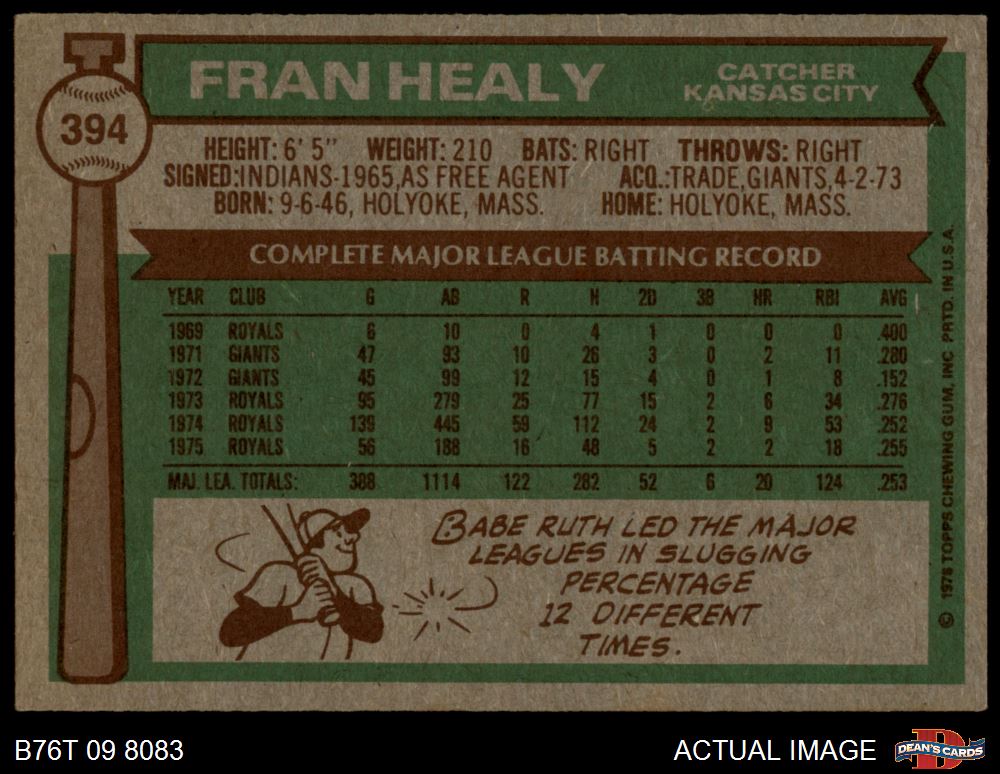 394
FRAN HEALY
CATCHER
KANSAS CITY
HEIGHT: 6' 5" WEIGHT: 210 BATS: RIGHT THROWS: RIGHT
SIGNED:INDIANS-1965,AS FREE AGENT ACQ.:TRADE,GIANTS,4-2-73
BORN: 9-6-46, HOLYOKE, MASS. HOME: HOLYOKE, MASS.
COMPLETE MAJOR LEAGUE BATTING RECORD
YEAR CLUB G AB R H 2B 3B HR RBI AVG
1969 ROYALS 6 10 0 4 1 0 0 0 .400
1971 GIANTS 47 93 10 26 3 0 2 11 .280
1972 GIANTS 45 99 12 15 4 0 1 8 .152
1973 ROYALS 95 279 25 77 15 2 6 34 .276
1974 ROYALS 139 445 59 112 24 2 9 53 .252
1975 ROYALS 56 188 16 48 5 2 2 18 .255
MAJ. LEA. TOTALS: 388 1114 122 282 52 6 20 124 .253
BABE RUTH LED THE MAJOR
LEAGUES IN SLUGGING
PERCENTAGE
12 DIFFERENT
TIMES.
© 1976 TOPPS CHEWING GUM, INC PRTD. IN U.S.A.
B76T 09 8083
ACTUAL IMAGE
D
DEAN'S CARDS